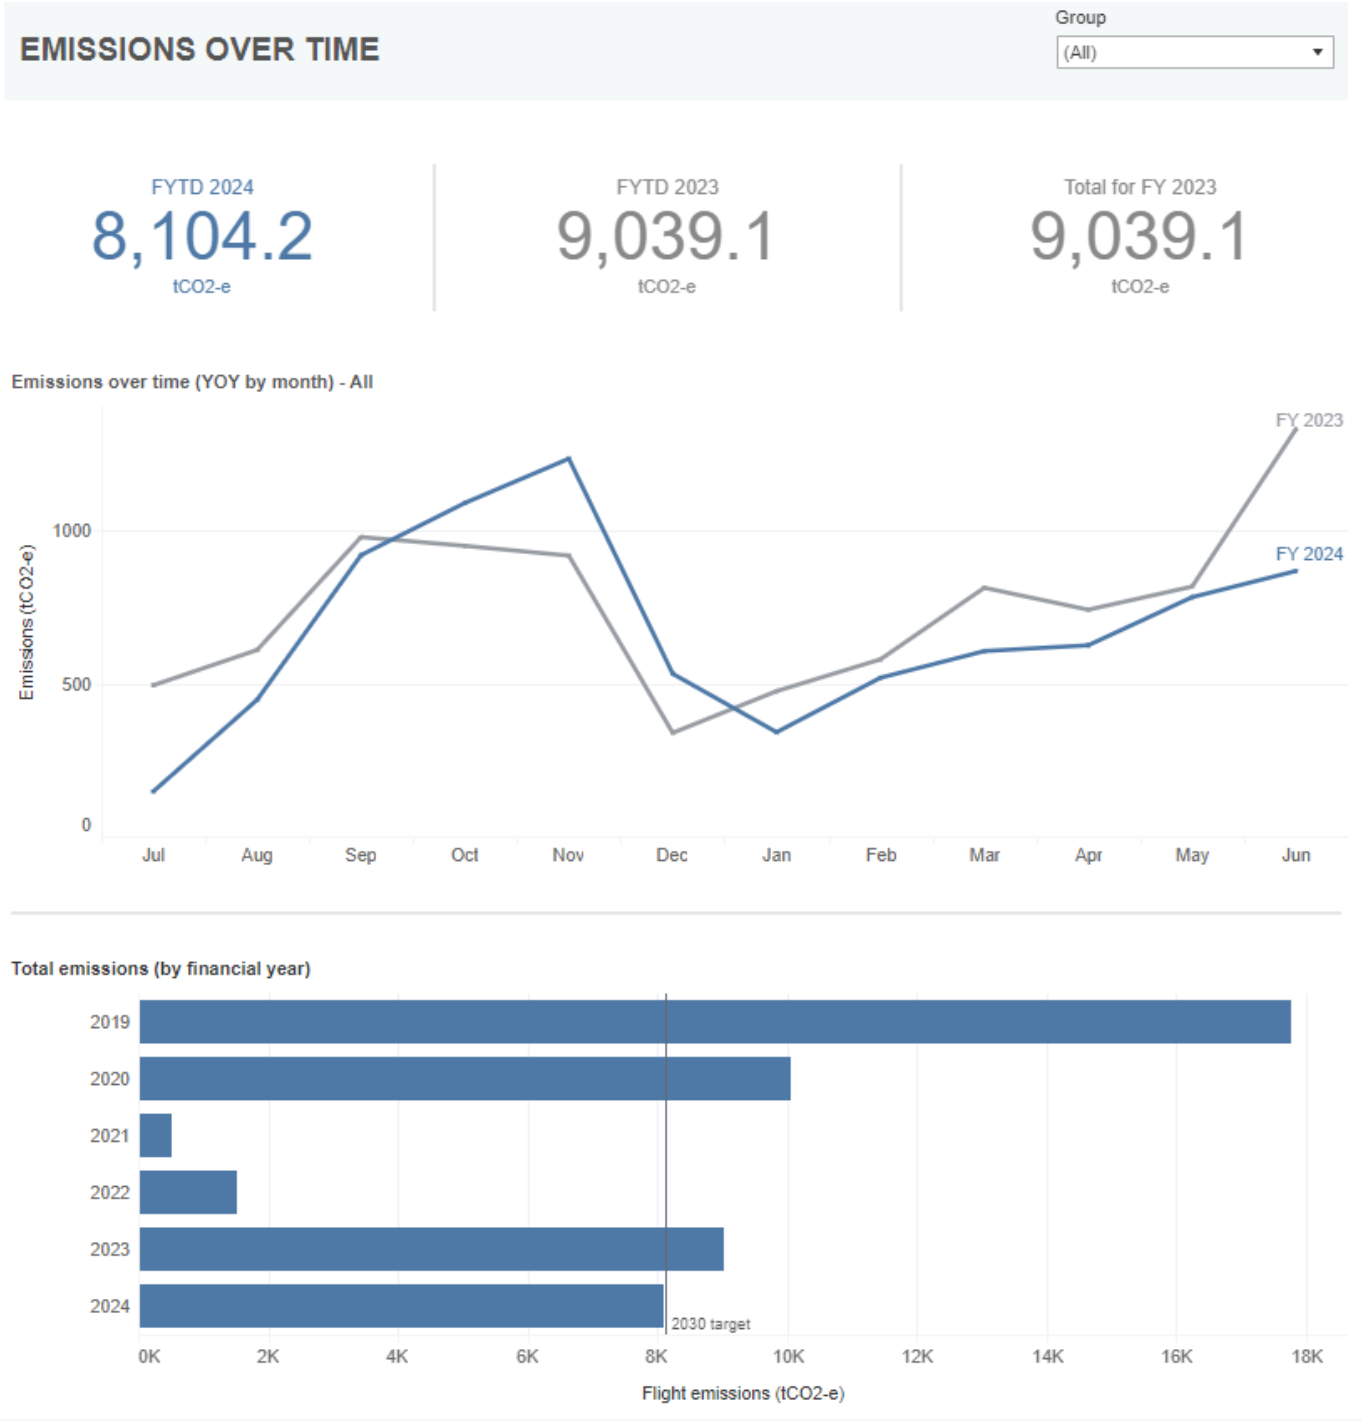 EMISSIONS OVER TIME
Group
(All)
FYTD 2024
8,104.2
tCO2-e
FYTD 2023
9,039.1
tCO2-e
Total for FY 2023
9,039.1
tCO2-e
Emissions over time (YOY by month) - All
FY 2023
FY 2024
Emissions (tCO2-e)
1000
500
0
Jul Aug Sep Oct Nov Dec Jan Feb Mar Apr May Jun
Total emissions (by financial year)
2019
2020
2021
2022
2023
2024
2030 target
0K 2K 4K 6K 8K 10K 12K 14K 16K 18K
Flight emissions (tCO2-e)